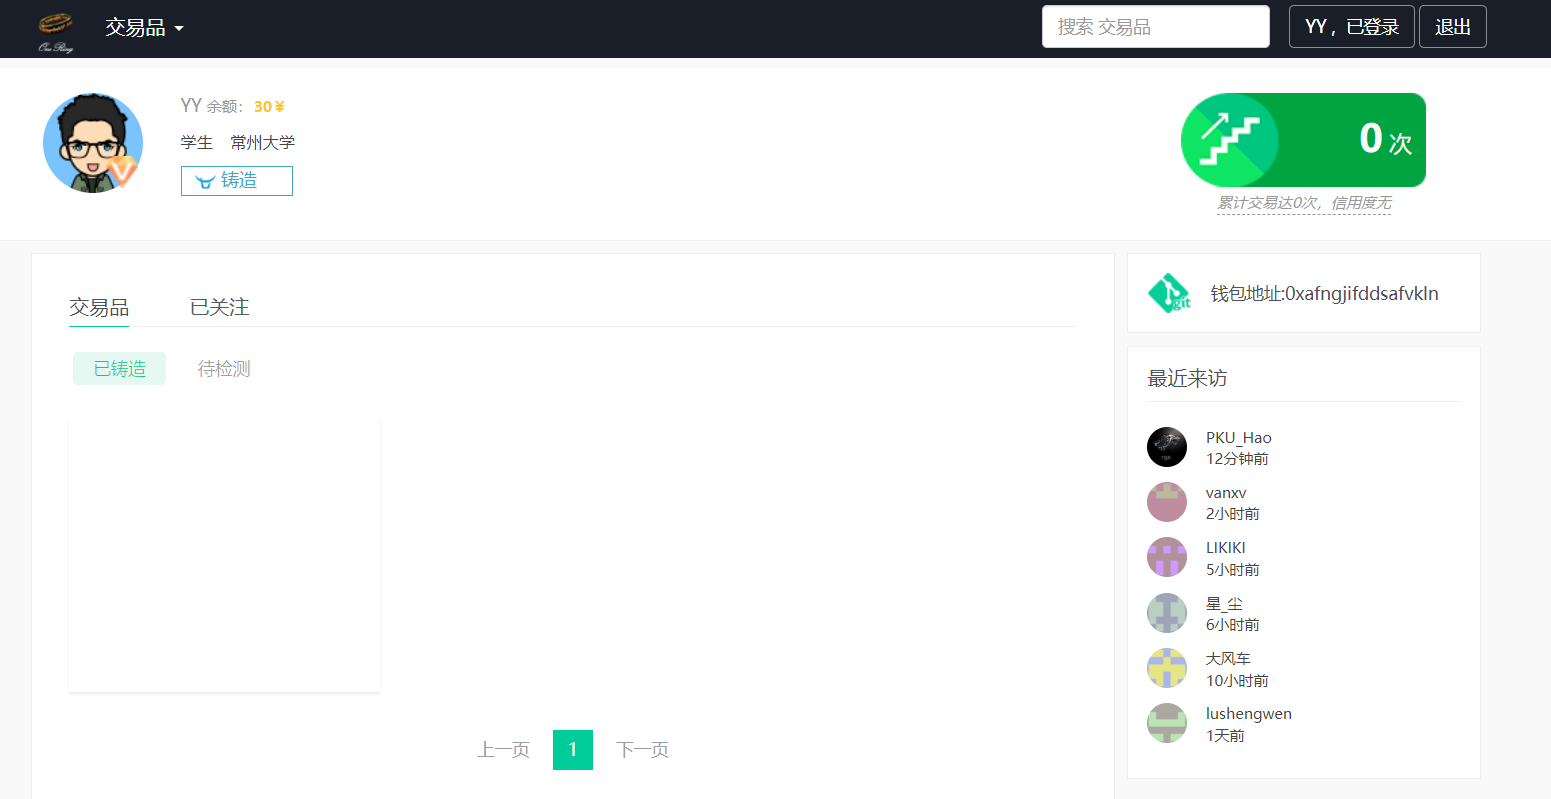 One Ring
交易品
搜索 交易品
YY ，已登录
退出
YY 余额： 30￥
学生 常州大学
铸造
0 次
累计交易达0次，信用度无
交易品 已关注
已铸造 待检测
上一页 1 下一页
git
钱包地址:0xafngjifddsafvkln
最近来访
PKU_Hao
12分钟前
vanxv
2小时前
LIKIKI
5小时前
星_尘
6小时前
大风车
10小时前
lushengwen
1天前